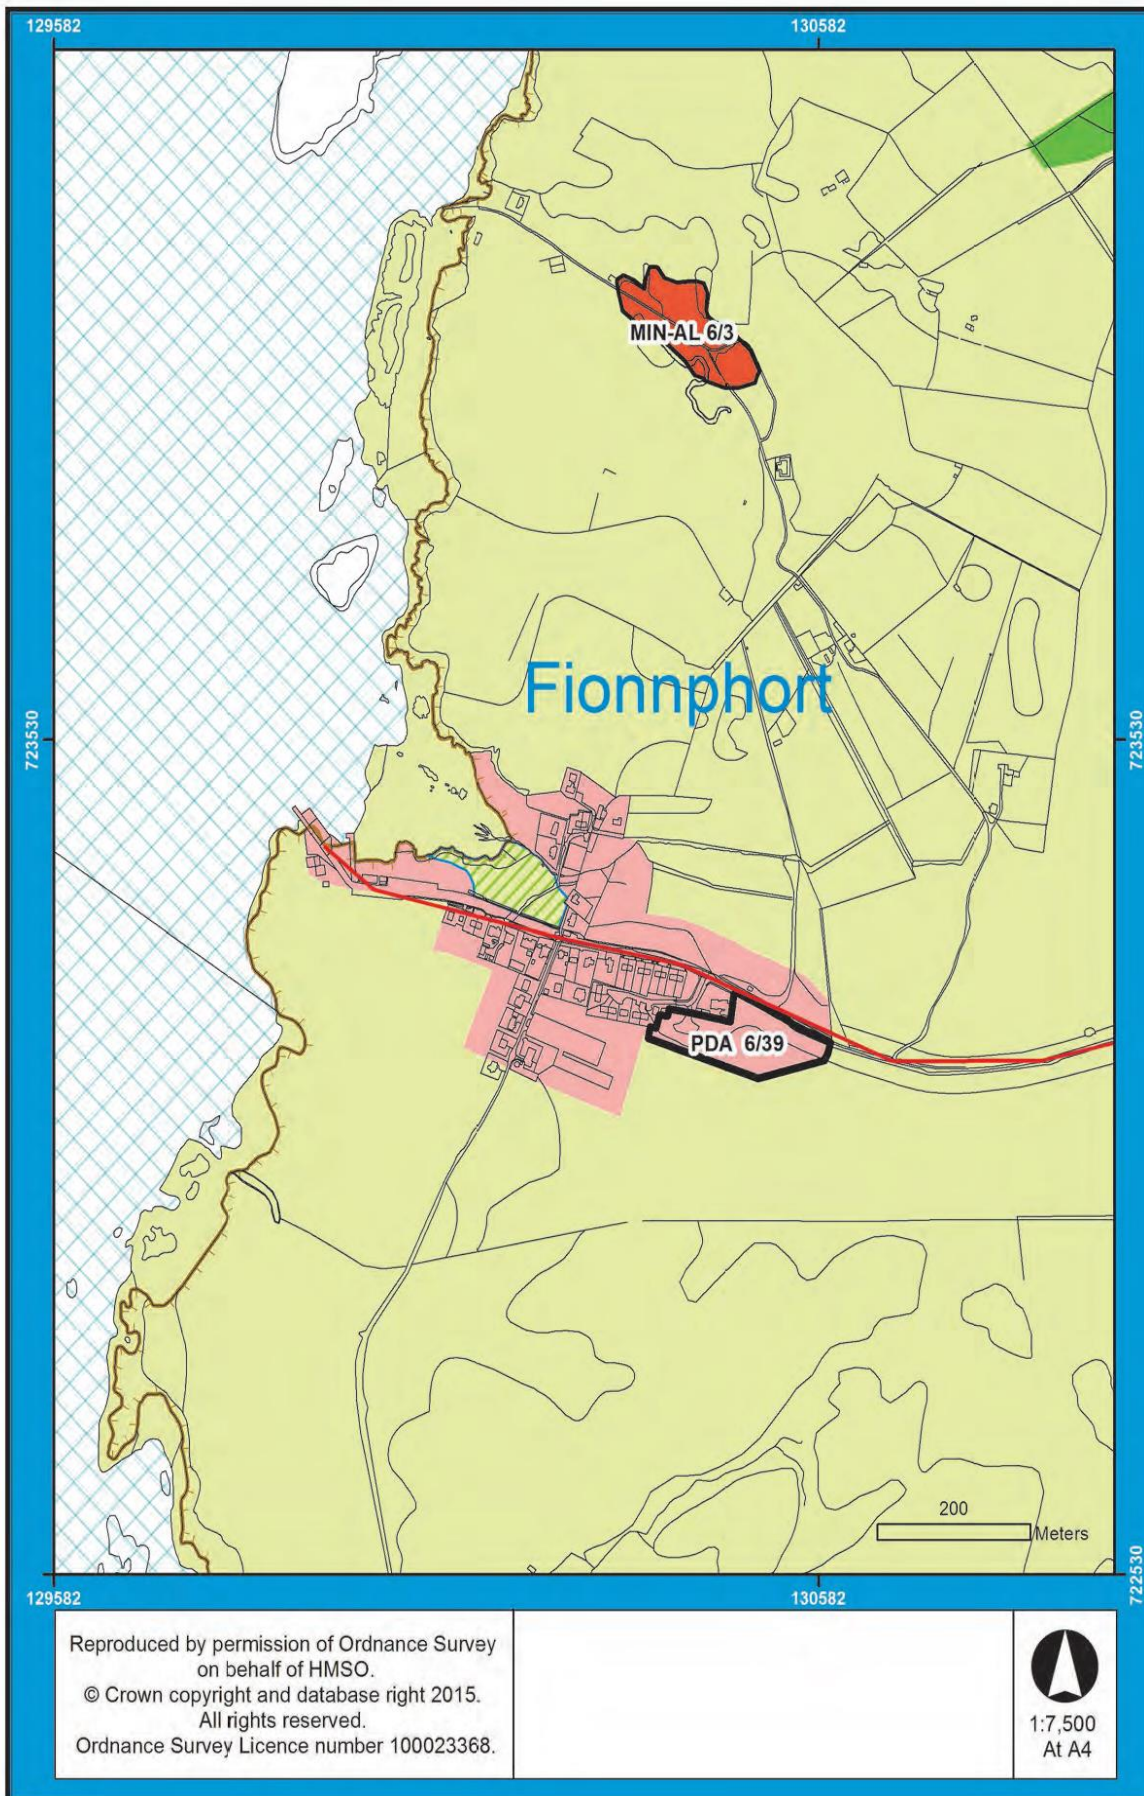 129582
130582
MIN-AL 6/3
Fionnphort
723530
723530
PDA 6/39
200
Meters
722530
129582
130582
Reproduced by permission of Ordnance Survey
on behalf of HMSO.
© Crown copyright and database right 2015.
All rights reserved.
Ordnance Survey Licence number 100023368.
1:7,500
At A4